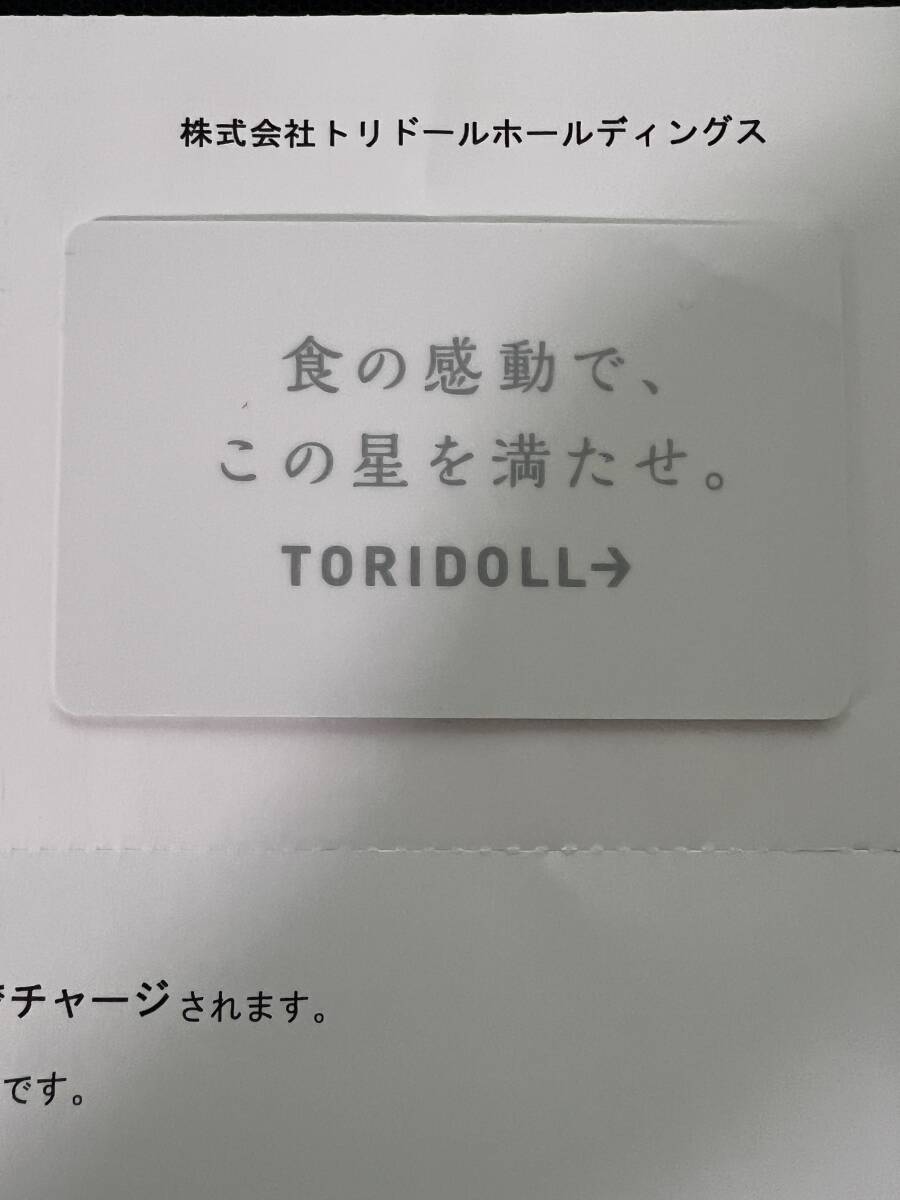 株式会社トリドールホールディングス
食の感動で、
この星を満たせ。
TORIDOLL→
チャージされます。
です。